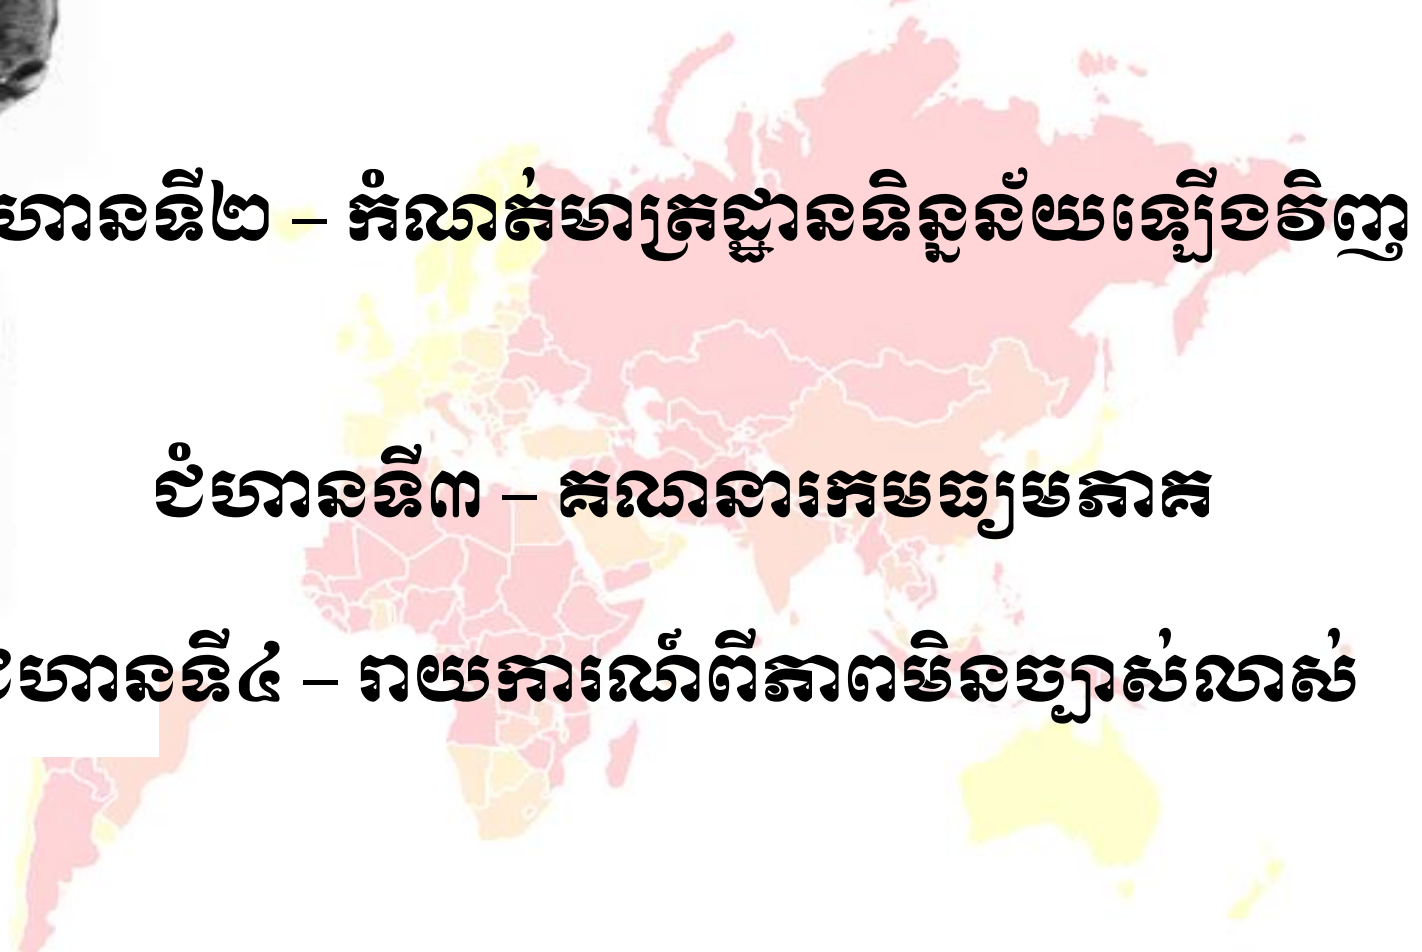 ហានទី២ – កំណត់មាត្រដ្ឋានទិន្នន័យឡើងវិញ
ជំហានទី៣ – គណនារកមធ្យមភាគ
ជំហានទី៤ – រាយការណ៍ពីភាពមិនច្បាស់លាស់